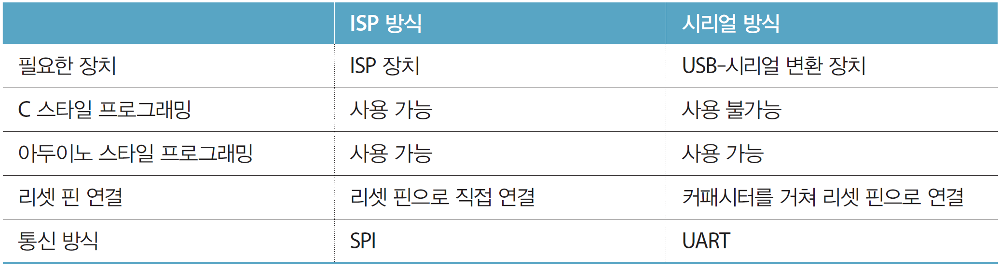 ISP 방식 시리얼 방식
필요한 장치 ISP 장치 USB-시리얼 변환 장치
C 스타일 프로그래밍 사용 가능 사용 불가능
아두이노 스타일 프로그래밍 사용 가능 사용 가능
리셋 핀 연결 리셋 핀으로 직접 연결 커패시터를 거쳐 리셋 핀으로 연결
통신 방식 SPI UART